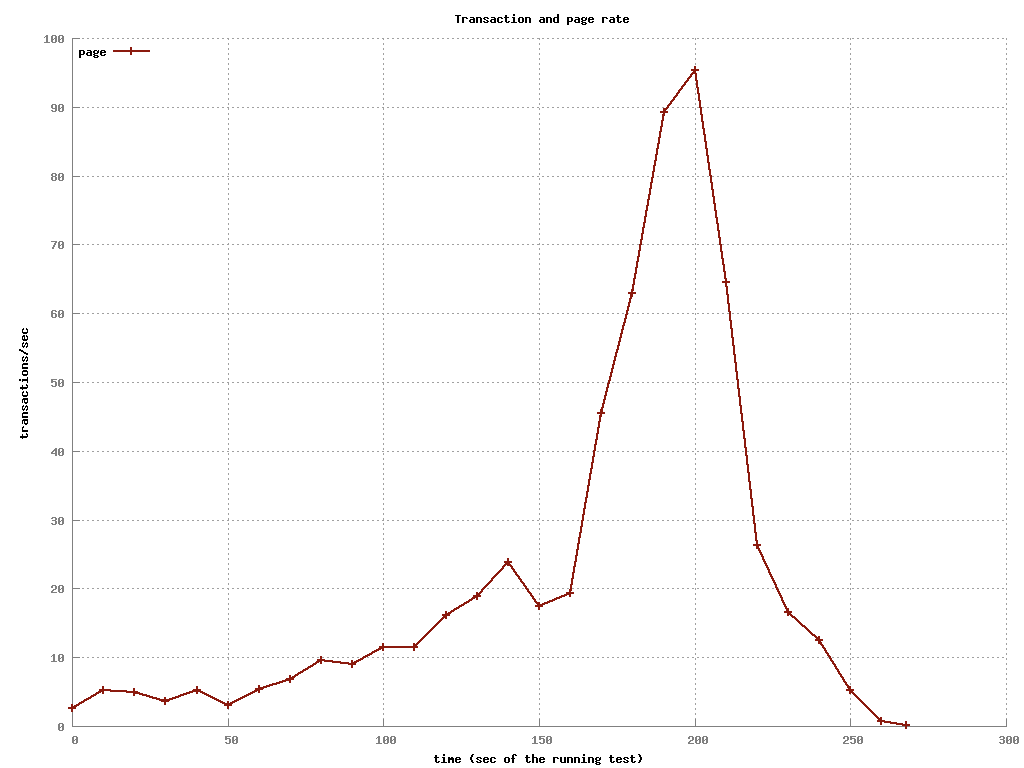 Transaction and page rate
100
page
90
80
70
60
50
40
30
20
10
0
transactions/sec
0 50 100 150 200 250 300
time (sec of the running test)